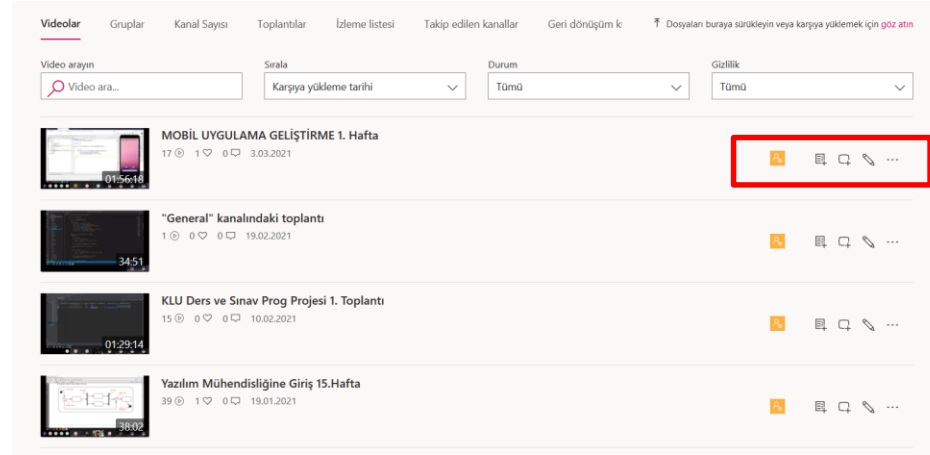 Videolar Gruplar Kanal Sayısı Toplantılar İzleme listesi Takip edilen kanallar Geri dönüşüm k Dosyaları buraya sürükleyin veya karşıya yüklemek için göz atın
Video arayın Sırala Durum Gizlilik
Video ara... Karşıya yükleme tarihi Tümü Tümü
MOBİL UYGULAMA GELİŞTİRME 1. Hafta
17 1 0 3.03.2021
01:56:18
"General" kanalındaki toplantı
1 0 0 19.02.2021
34:51
KLU Ders ve Sınav Prog Projesi 1. Toplantı
15 0 0 10.02.2021
01:29:14
Yazılım Mühendisliğine Giriş 15.Hafta
39 1 0 19.01.2021
38:02